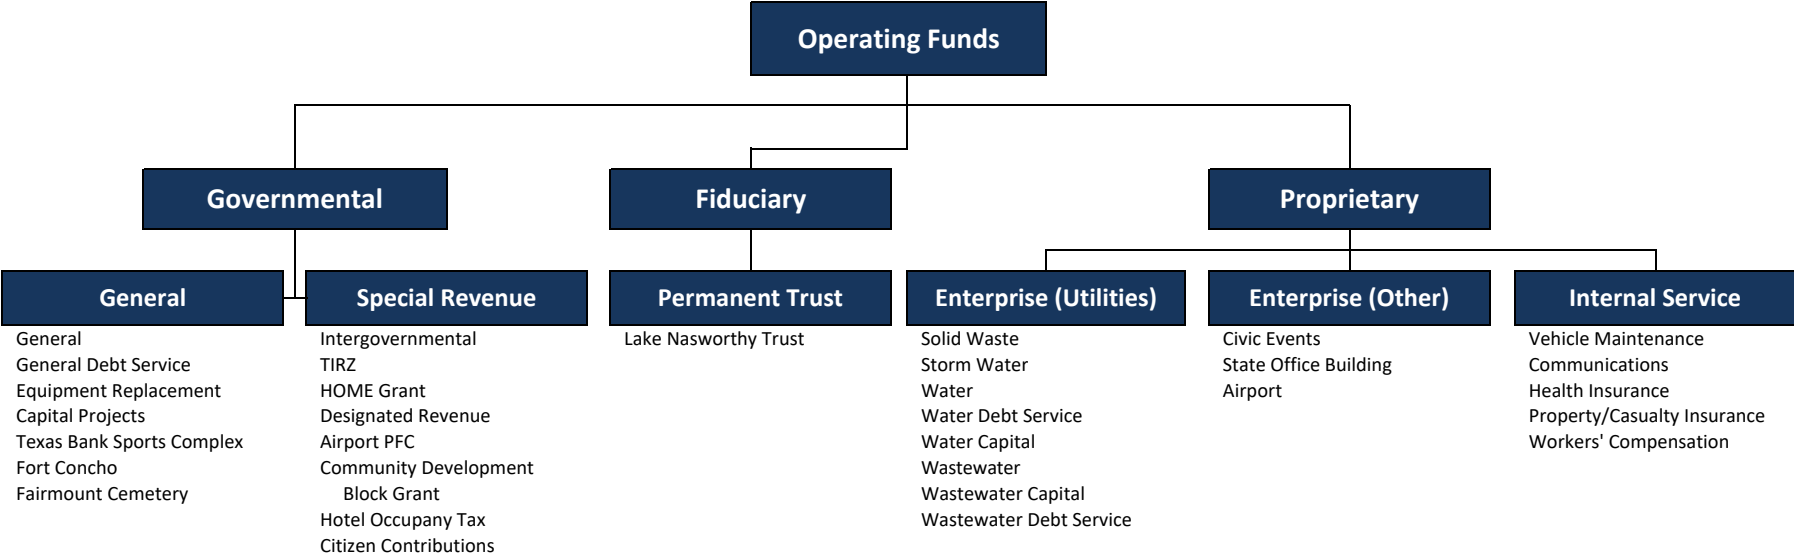 Operating Funds
Governmental
Fiduciary
Proprietary
General
General
General Debt Service
Equipment Replacement
Capital Projects
Texas Bank Sports Complex
Fort Concho
Fairmount Cemetery
Special Revenue
Intergovernmental
TIRZ
HOME Grant
Designated Revenue
Airport PFC
Community Development
Block Grant
Hotel Occupany Tax
Citizen Contributions
Permanent Trust
Lake Nasworthy Trust
Enterprise (Utilities)
Solid Waste
Storm Water
Water
Water Debt Service
Water Capital
Wastewater
Wastewater Capital
Wastewater Debt Service
Enterprise (Other)
Civic Events
State Office Building
Airport
Internal Service
Vehicle Maintenance
Communications
Health Insurance
Property/Casualty Insurance
Workers' Compensation